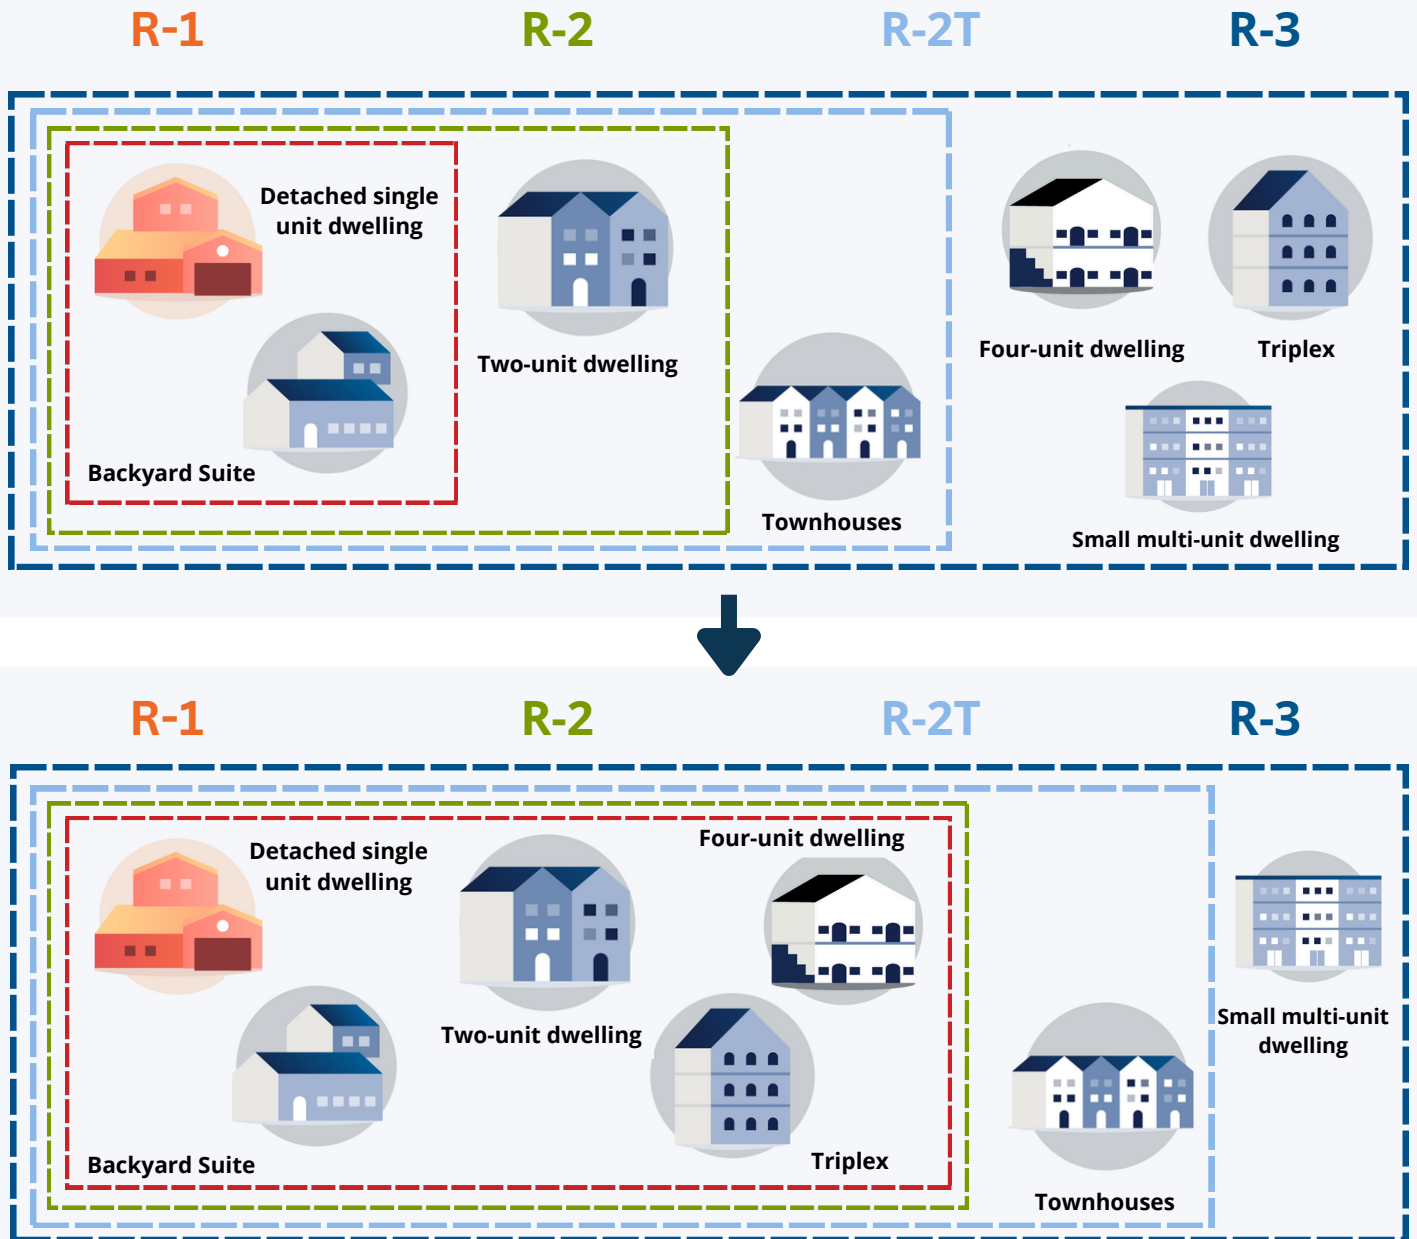 R-1
R-2
R-2T
R-3
Detached single
unit dwelling
Two-unit dwelling
Four-unit dwelling
Triplex
Backyard Suite
Townhouses
Small multi-unit dwelling
R-1
R-2
R-2T
R-3
Detached single
unit dwelling
Four-unit dwelling
Two-unit dwelling
Small multi-unit
dwelling
Backyard Suite
Triplex
Townhouses